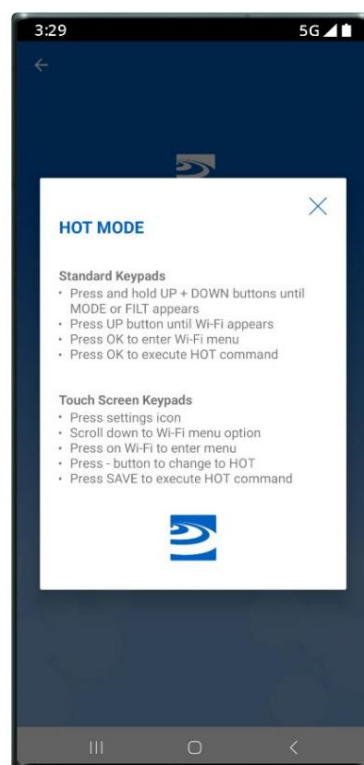 3:29
5G
HOT MODE
Standard Keypads
• Press and hold UP + DOWN buttons until
MODE or FILT appears
• Press UP button until Wi-Fi appears
• Press OK to enter Wi-Fi menu
• Press OK to execute HOT command
Touch Screen Keypads
• Press settings icon
• Scroll down to Wi-Fi menu option
• Press on Wi-Fi to enter menu
• Press - button to change to HOT
• Press SAVE to execute HOT command